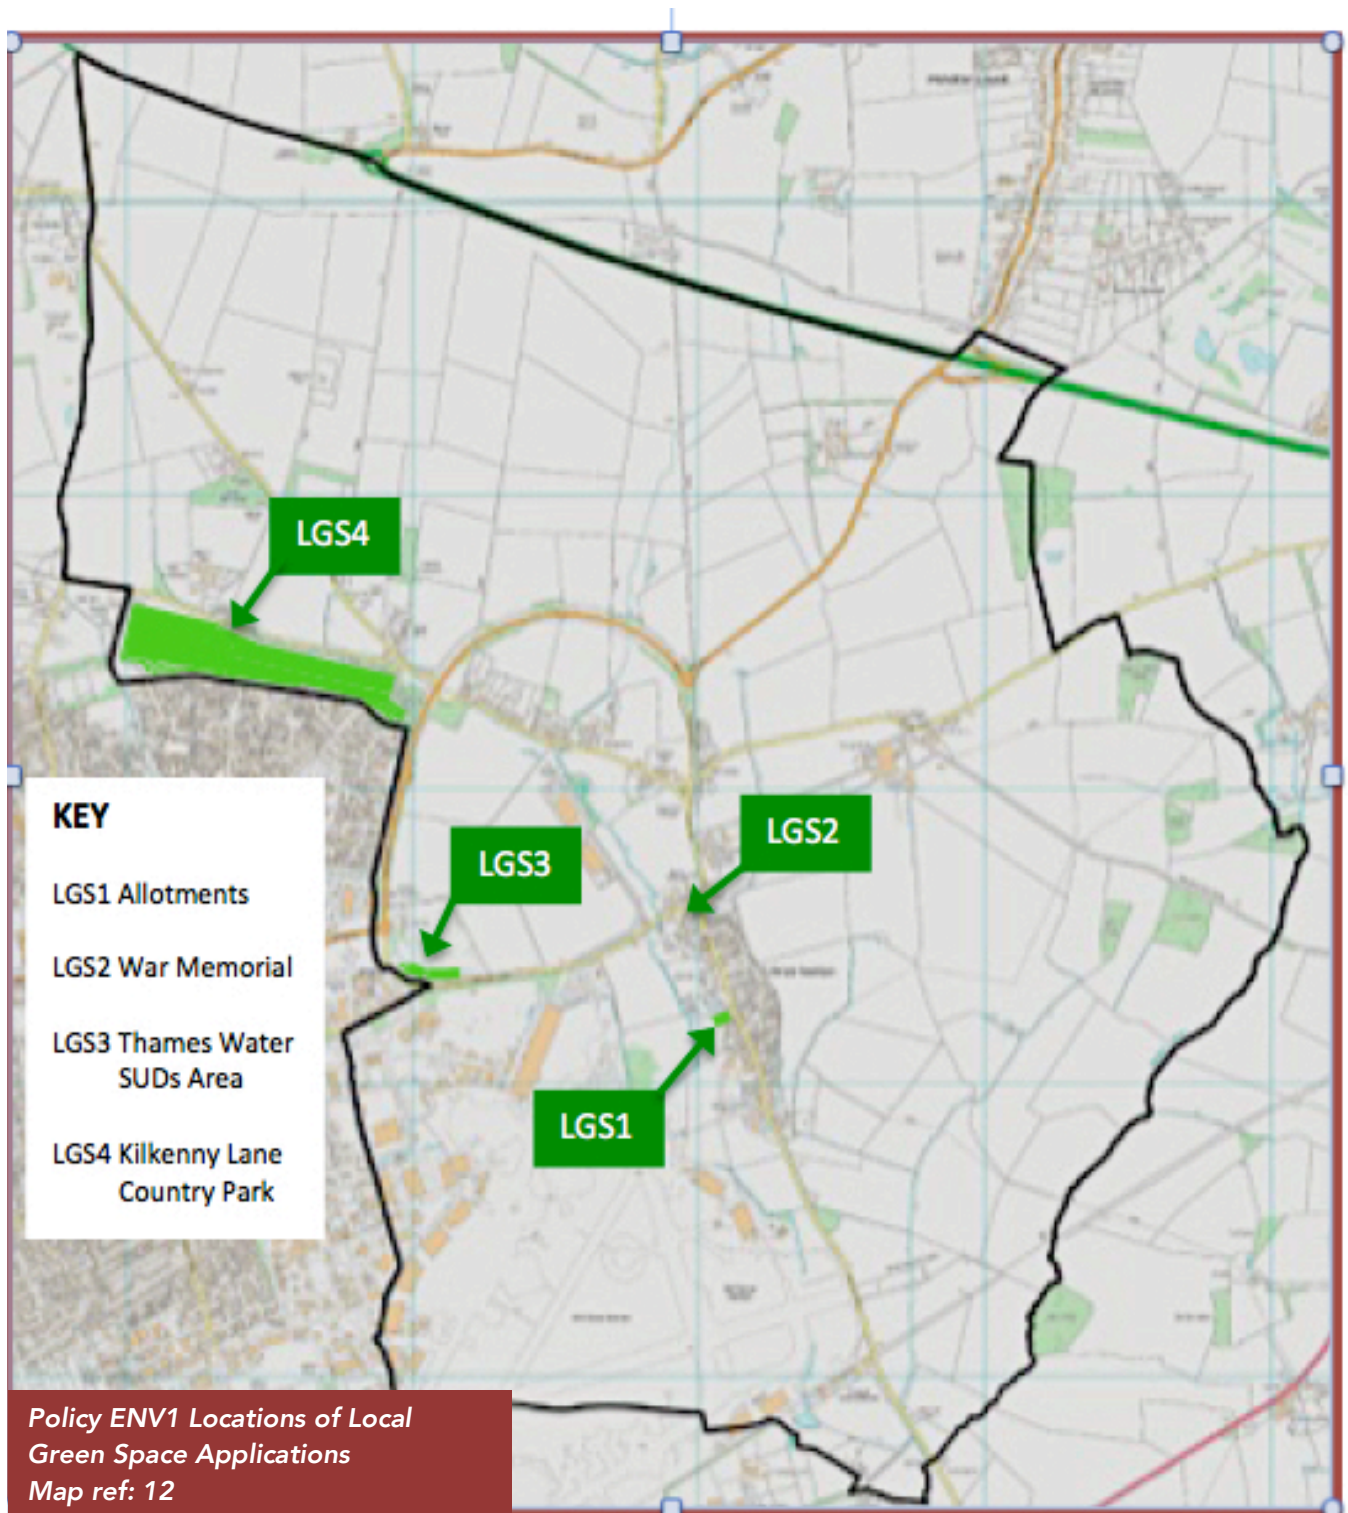 LGS4
LGS2
LGS3
LGS1
KEY
LGS1 Allotments
LGS2 War Memorial
LGS3 Thames Water
SUDs Area
LGS4 Kilkenny Lane
Country Park
Policy ENV1 Locations of Local
Green Space Applications
Map ref: 12